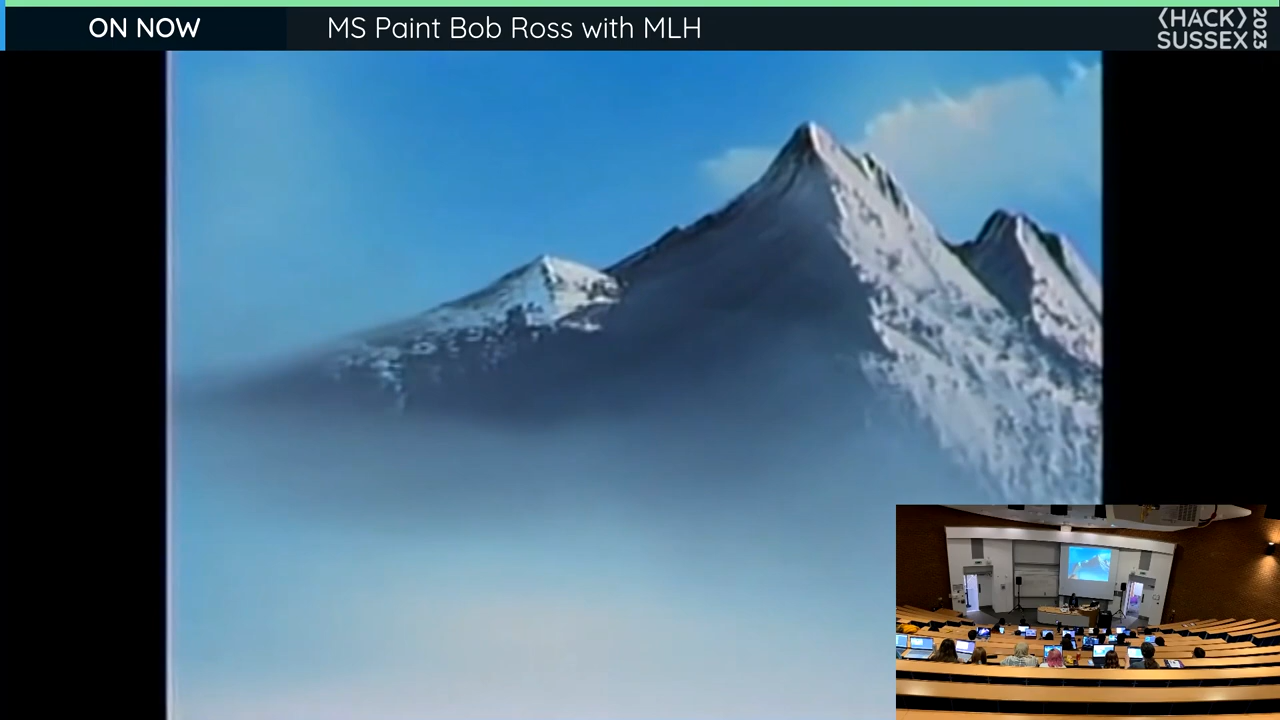 ON NOW
MS Paint Bob Ross with MLH
⟨HACK⟩
SUSSEX
2023